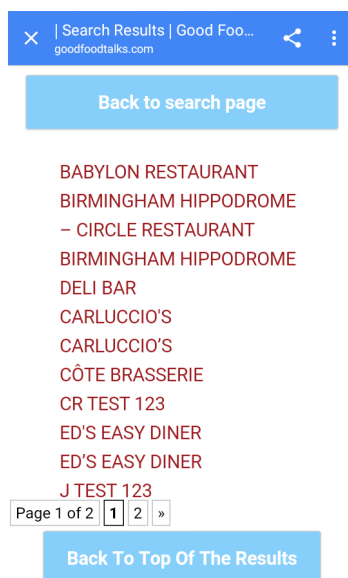 | Search Results | Good Foo...
goodfoodtalks.com
Back to search page
BABYLON RESTAURANT
BIRMINGHAM HIPPODROME
– CIRCLE RESTAURANT
BIRMINGHAM HIPPODROME
DELI BAR
CARLUCCIO'S
CARLUCCIO’S
CÔTE BRASSERIE
CR TEST 123
ED'S EASY DINER
ED’S EASY DINER
J TEST 123
Page 1 of 2 1 2 »
Back To Top Of The Results